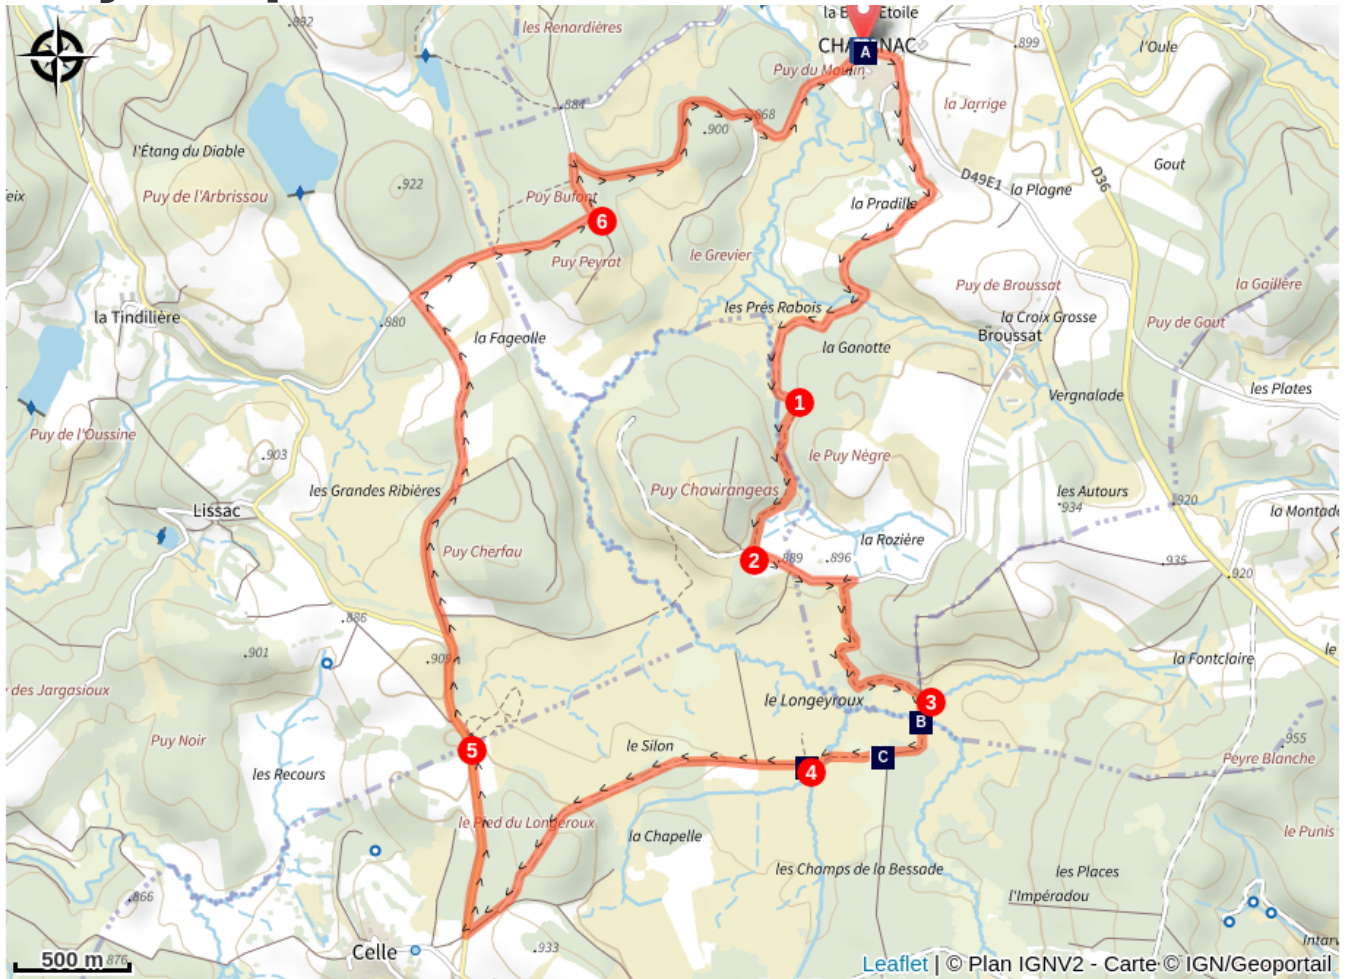 la B Etoile
CHA NAC
A
les Renardières
.892
.899
l'Oule
Puy du Moulin
la Jarrige
.884
.868
.900
l'Étang du Diable
Gout
D36
D49E1
la Plagne
Puy de l'Arbrissou
.922
Puy Bufont
la Pradille
6
Puy Peyrat
le Grevier
Puy de Broussat
la Gaillère
les Prés Rabois
la Tindilière
.880
la Croix Grosse
Puy de Gout
la Fageolle
Broussat
la Ganotte
les Plates
Vergnalade
1
Puy de l'Oussine
.903
le Puy Nègre
les Grandes Ribières
Puy Chavirangeas
les Autours
.934
.920
Lissac
la Montade
la Rozière
Puy Cherfau
2
889
.896
.935
.920
.886
.901
.909
la Fontclaire
le
des Jargasioux
le Longeyroux
3
B
Puy Noir
5
le Silon
C
4
.955
Peyre Blanche
les Recours
le Pied du Longeroux
la Chapelle
le Punis
les Champs de la Bessade
les Places
l'Impéradou
.866
Celle
.933
Intarv
500 m
876
Leaflet | © Plan IGNV2 - Carte © IGN/Geoportail